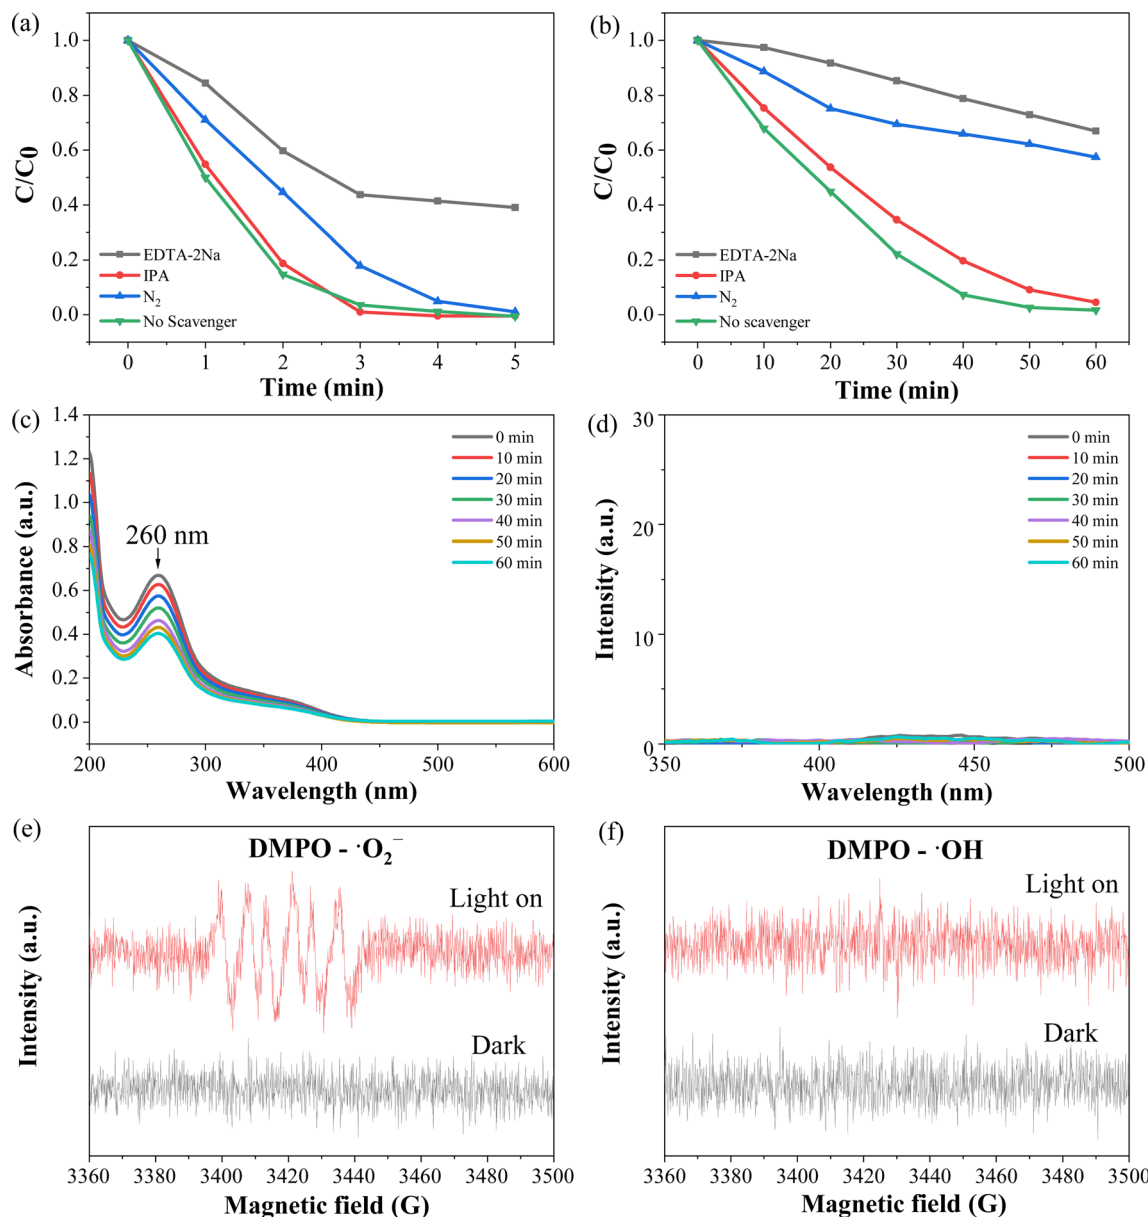 (a)
1.0
0.8
0.6
0.4
0.2
0.0
C/C0
EDTA-2Na
IPA
N2
No Scavenger
0 1 2 3 4 5
Time (min)
(b)
1.0
0.8
0.6
0.4
0.2
0.0
C/C0
EDTA-2Na
IPA
N2
No scavenger
0 10 20 30 40 50 60
Time (min)
(c)
1.4
1.2
1.0
0.8
0.6
0.4
0.2
0.0
Absorbance (a.u.)
260 nm
0 min
10 min
20 min
30 min
40 min
50 min
60 min
200 300 400 500 600
Wavelength (nm)
(d)
30
20
10
0
Intensity (a.u.)
0 min
10 min
20 min
30 min
40 min
50 min
60 min
350 400 450 500
Wavelength (nm)
(e)
DMPO - ·O2−
Light on
Dark
Intensity (a.u.)
3360 3380 3400 3420 3440 3460 3480 3500
Magnetic field (G)
(f)
DMPO - ·OH
Light on
Dark
Intensity (a.u.)
3360 3380 3400 3420 3440 3460 3480 3500
Magnetic field (G)